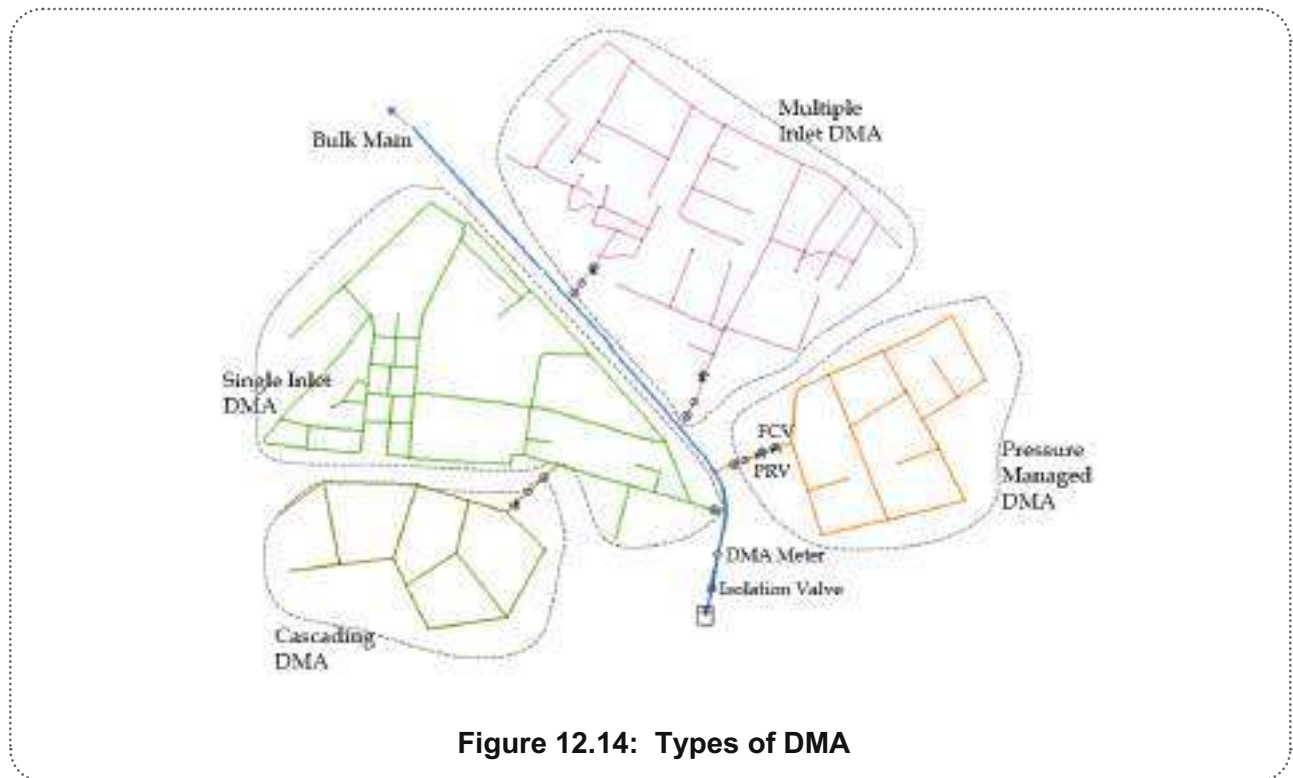 Multiple
Inlet DMA
Bulk Main
Single Inlet
DMA
FCV
PRV
Pressure
Managed
DMA
DMA Meter
Isolation Valve
Cascading
DMA
Figure 12.14: Types of DMA